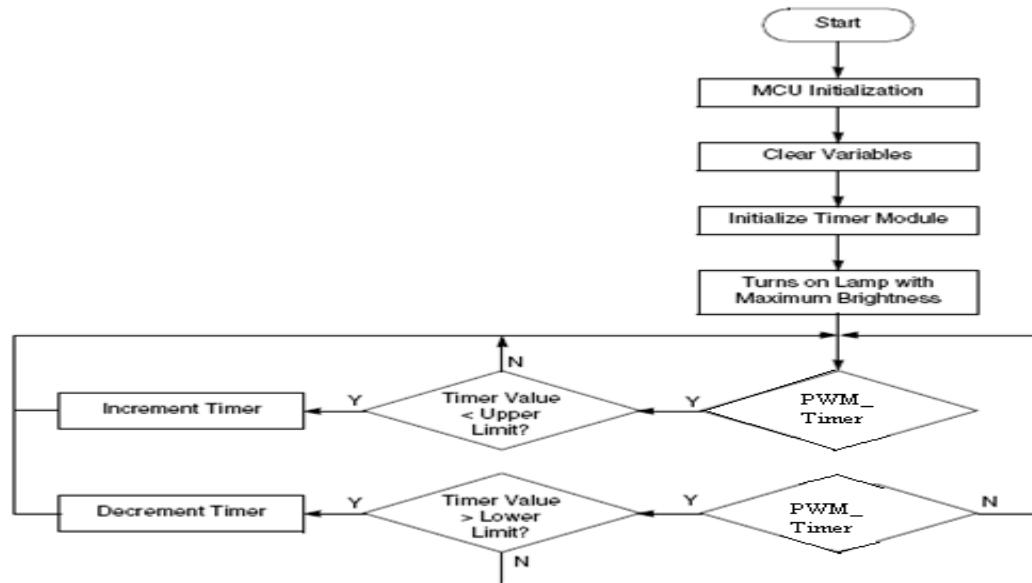 Start
MCU Initialization
Clear Variables
Initialize Timer Module
Turns on Lamp with
Maximum Brightness
N
Increment Timer
Y
Timer Value
< Upper
Limit?
Y
PWM_
Timer
Decrement Timer
Y
Timer Value
> Lower
Limit?
Y
PWM_
Timer
N
N